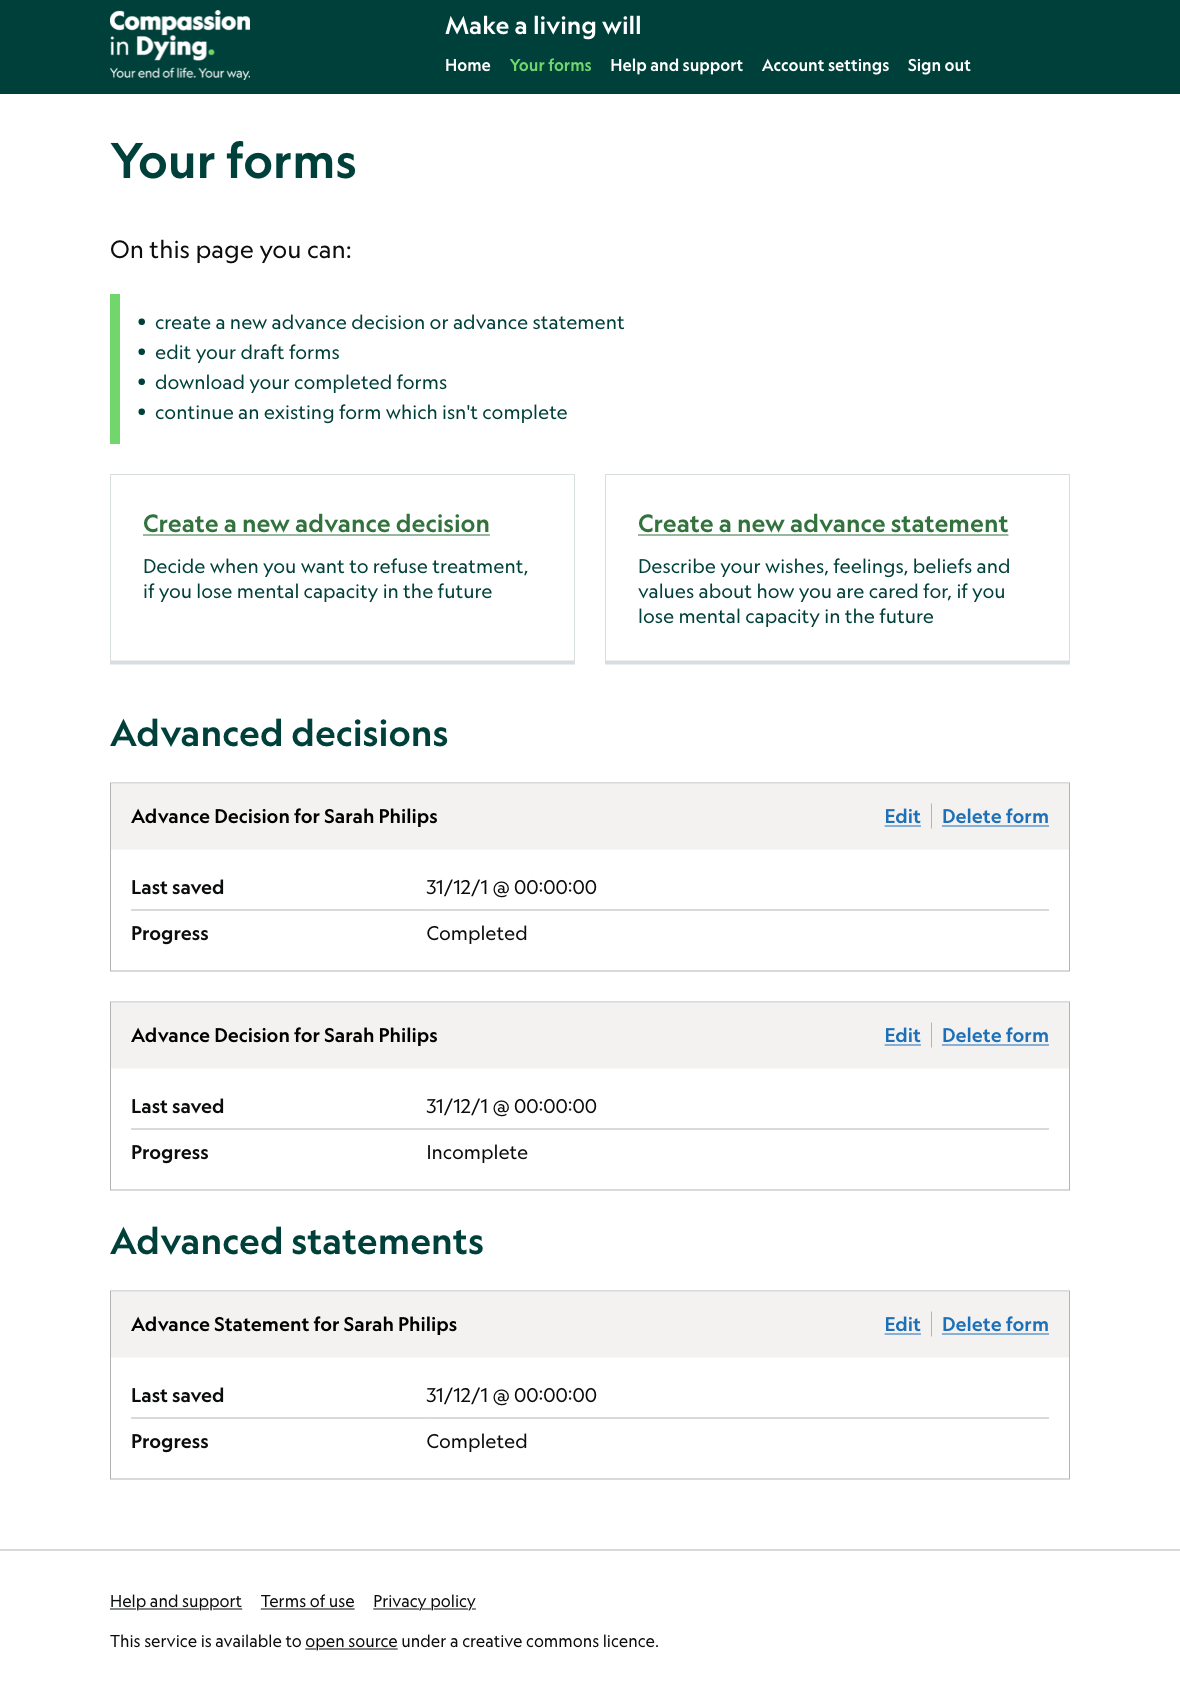 Compassion
in Dying.
Your end of life. Your way.
Make a living will
Home Your forms Help and support Account settings Sign out
Your forms
On this page you can:
• create a new advance decision or advance statement
• edit your draft forms
• download your completed forms
• continue an existing form which isn't complete
Create a new advance decision
Decide when you want to refuse treatment,
if you lose mental capacity in the future
Create a new advance statement
Describe your wishes, feelings, beliefs and
values about how you are cared for, if you
lose mental capacity in the future
Advanced decisions
Advance Decision for Sarah Philips Edit Delete form
Last saved 31/12/1 @ 00:00:00
Progress Completed
Advance Decision for Sarah Philips Edit Delete form
Last saved 31/12/1 @ 00:00:00
Progress Incomplete
Advanced statements
Advance Statement for Sarah Philips Edit Delete form
Last saved 31/12/1 @ 00:00:00
Progress Completed
Help and support Terms of use Privacy policy
This service is available to open source under a creative commons licence.